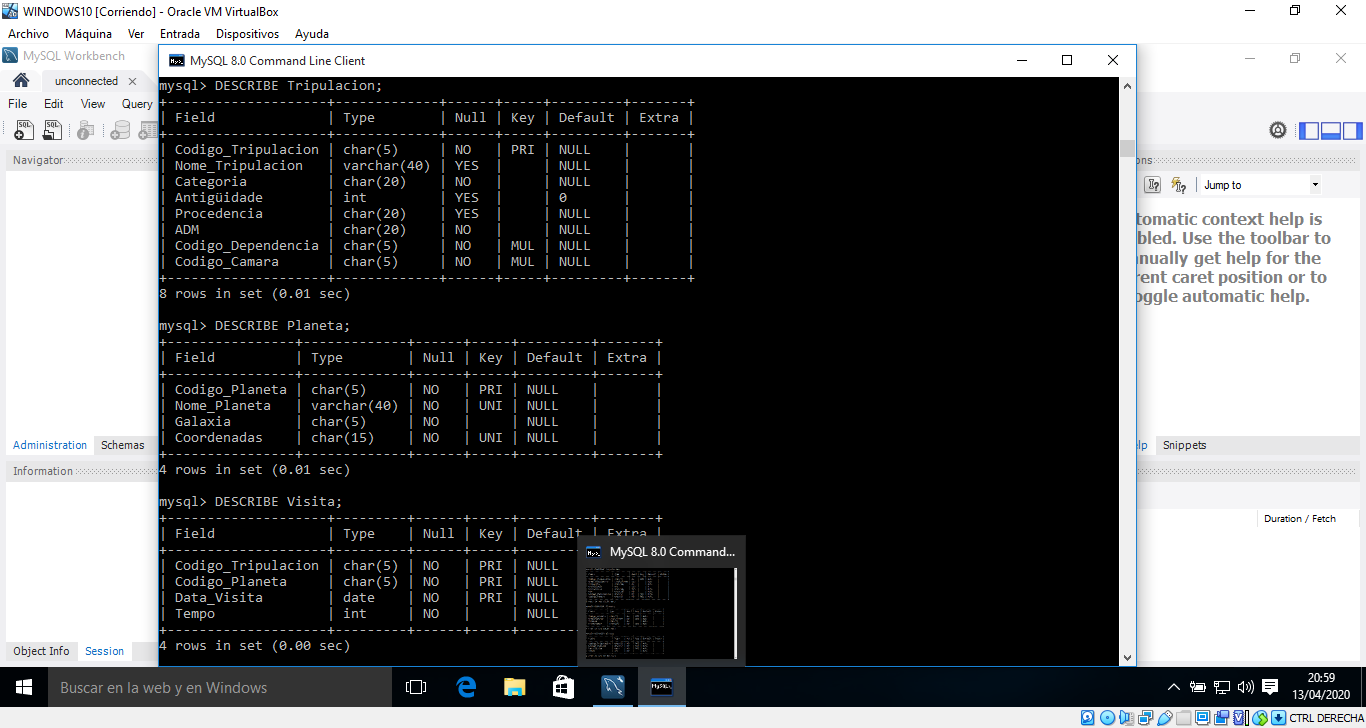 WINDOWS10 [Corriendo] - Oracle VM VirtualBox
Archivo Máquina Ver Entrada Dispositivos Ayuda
MySQL Workbench
unconnected
File Edit View Query
Navigator
Administration Schemas
Information
Object Info Session
MySQL 8.0 Command Line Client
mysql> DESCRIBE Tripulacion;
+--------------------+-------------+------+-----+---------+-------+
| Field | Type | Null | Key | Default | Extra |
+--------------------+-------------+------+-----+---------+-------+
| Codigo_Tripulacion | char(5) | NO | PRI | NULL | |
| Nome_Tripulacion | varchar(40) | YES | | NULL | |
| Categoria | char(20) | NO | | NULL | |
| Antigüidade | int | YES | | 0 | |
| Procedencia | char(20) | YES | | NULL | |
| ADM | char(20) | NO | | NULL | |
| Codigo_Dependencia | char(5) | NO | MUL | NULL | |
| Codigo_Camara | char(5) | NO | MUL | NULL | |
+--------------------+-------------+------+-----+---------+-------+
8 rows in set (0.01 sec)
mysql> DESCRIBE Planeta;
+----------------+-------------+------+-----+---------+-------+
| Field | Type | Null | Key | Default | Extra |
+----------------+-------------+------+-----+---------+-------+
| Codigo_Planeta | char(5) | NO | PRI | NULL | |
| Nome_Planeta | varchar(40) | NO | UNI | NULL | |
| Galaxia | char(5) | NO | | NULL | |
| Coordenadas | char(15) | NO | UNI | NULL | |
+----------------+-------------+------+-----+---------+-------+
4 rows in set (0.01 sec)
mysql> DESCRIBE Visita;
+--------------------+---------+------+-----+---------+-------+
| Field | Type | Null | Key | Default | Extra |
+--------------------+---------+------+-----+---------
| Codigo_Tripulacion | char(5) | NO | PRI | NULL
| Codigo_Planeta | char(5) | NO | PRI | NULL
| Data_Visita | date | NO | PRI | NULL
| Tempo | int | NO | | NULL
+--------------------+---------+------+-----+---------
4 rows in set (0.00 sec)
MySQL 8.0 Command...
ons
Jump to
tomatic context help is
bled. Use the toolbar to
nually get help for the
rent caret position or to
oggle automatic help.
lp Snippets
Duration / Fetch
Buscar en la web y en Windows
20:59
13/04/2020
CTRL DERECHA